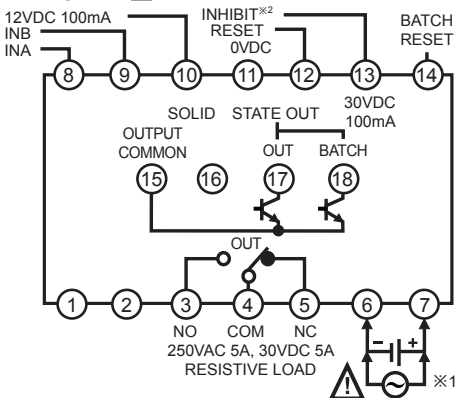 12VDC 100mA
INB
INA
INHIBIT※2
RESET
0VDC
BATCH
RESET
8 9 10 11 12 13 14
30VDC
100mA
SOLID STATE OUT
OUTPUT
COMMON
OUT BATCH
15 16 17 18
OUT
1 2 3 4 5 6 7
NO COM NC
250VAC 5A, 30VDC 5A
RESISTIVE LOAD
- +
! ※1